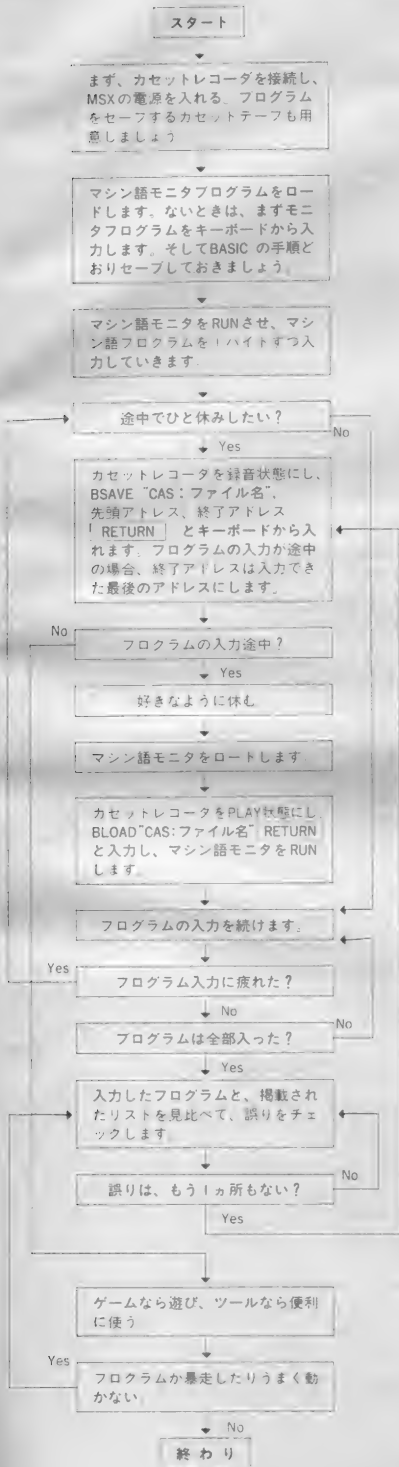 スタート
まず、カセットレコーダを接続し、
MSXの電源を入れる。プログラム
をセーブするカセットテープも用
意しましょう
マシン語モニタプログラムをロー
ドします。ないときは、まずモニ
タプログラムをキーボードから入
力します。そしてBASICの手順ど
おりセーブしておきましょう。
マシン語モニタをRUNさせ、マシ
ン語プログラムを1バイトずつ入
力していきます.
途中でひと休みしたい?
No
Yes
カセットレコータを録音状態にし、
BSAVE "CAS:ファイル名",
先頭アドレス、終了アドレス
RETURN とキーボードから入
れます。プログラムの入力が途中
の場合、終了アドレスは入力でき
た最後のアドレスにします。
No
プログラムの入力途中?
Yes
好きなように休む
マシン語モニタをロードします
カセットレコータをPLAY状態にし、
BLOAD"CAS:ファイル名" RETURN
と入力し、マシン語モニタをRUN
します。
プログラムの入力を続けます。
Yes
プログラム入力に疲れた?
No
No
プログラムは全部入った?
Yes
入力したプログラムと、掲載され
たリストを見比べて、誤りをチェ
ックします
No
誤りは、もう1ヵ所もない?
Yes
ゲームなら遊び、ツールなら便利
に使う
Yes
プログラムが暴走したりうまく動
かない。
No
終わり